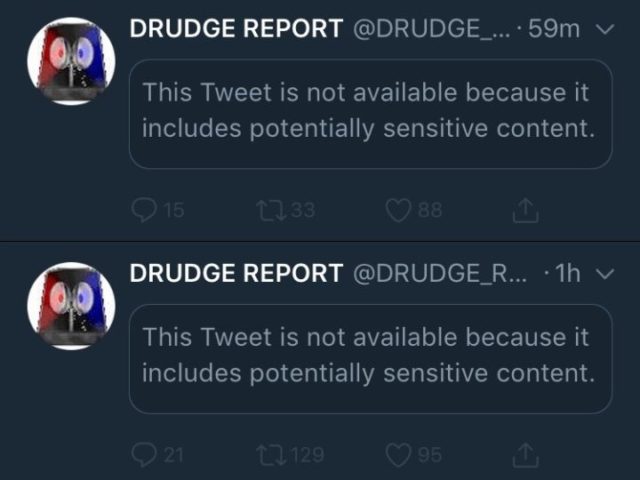 DRUDGE REPORT @DRUDGE_... · 59m
This Tweet is not available because it
includes potentially sensitive content.
15 33 88
DRUDGE REPORT @DRUDGE_R... · 1h
This Tweet is not available because it
includes potentially sensitive content.
21 129 95